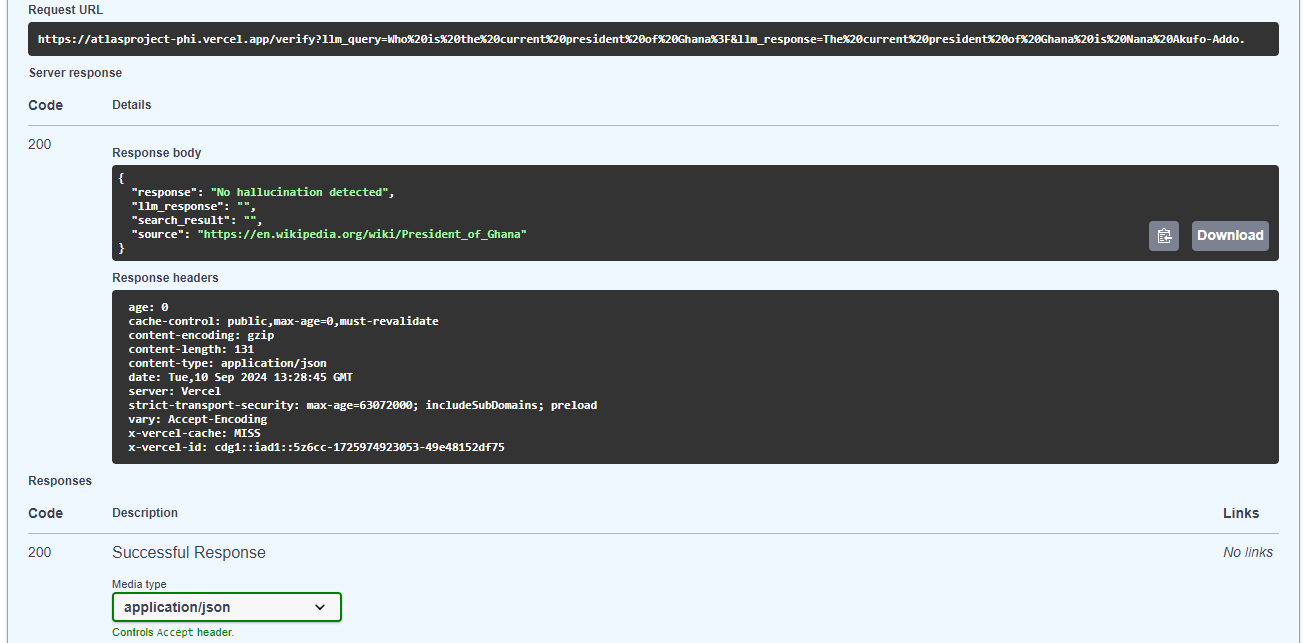 Request URL
https://atlasproject-phi.vercel.app/verify?llm_query=Who%20is%20the%20current%20president%20of%20Ghana%3F&llm_response=The%20current%20president%20of%20Ghana%20is%20Nana%20Akufo-Addo.
Server response
Code Details
200
Response body
{
"response": "No hallucination detected",
"llm_response": "",
"search_result": "",
"source": "https://en.wikipedia.org/wiki/President_of_Ghana"
}
Download
Response headers
age: 0
cache-control: public,max-age=0,must-revalidate
content-encoding: gzip
content-length: 131
content-type: application/json
date: Tue,10 Sep 2024 13:28:45 GMT
server: Vercel
strict-transport-security: max-age=63072000; includeSubDomains; preload
vary: Accept-Encoding
x-vercel-cache: MISS
x-vercel-id: cdg1::iad1::5z6cc-1725974923053-49e48152df75
Responses
Code Description Links
200 Successful Response No links
Media type
application/json
Controls Accept header.